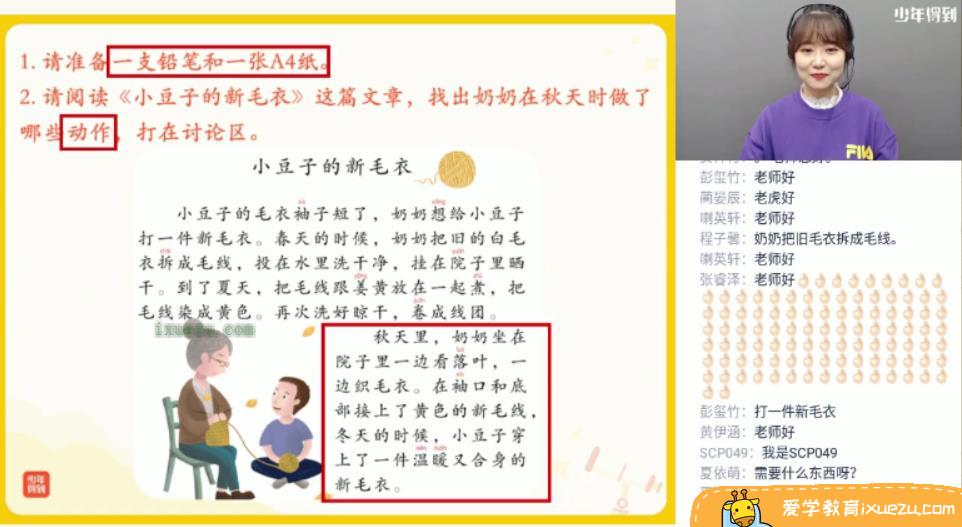 1. 请准备一支铅笔和一张A4纸。
2. 请阅读《小豆子的新毛衣》这篇文章，找出奶奶在秋天时做了
哪些动作，打在讨论区。
小豆子的新毛衣
小豆子的毛衣袖子短了，奶奶想给小豆子
打一件新毛衣。春天的时候，奶奶把旧的白毛
衣拆成毛线，投在水里洗干净，挂在院子里晒
干。到了夏天，把毛线跟姜黄放在一起煮，把
毛线染成黄色。再次洗好晾干，卷成线团。
ixuezu.com
秋天里，奶奶坐在
院子里一边看落叶，一
边织毛衣。在袖口和底
部接上了黄色的新毛线，
冬天的时候，小豆子穿
上了一件温暖又合身的
新毛衣。
少年
得到
少年得到
FILA
彭玺竹：老师好
蔺晏辰：老虎好
喇英轩：老师好
程子馨：奶奶把旧毛衣拆成毛线。
喇英轩：老师好
张睿泽：老师好👌🏻👌🏻👌🏻👌🏻👌🏻👌🏻👌🏻👌🏻👌🏻
彭玺竹：打一件新毛衣
黄伊涵：老师好
SCP049：我是SCP049
夏依萌：需要什么东西呀？
爱学教育ixuezu.com